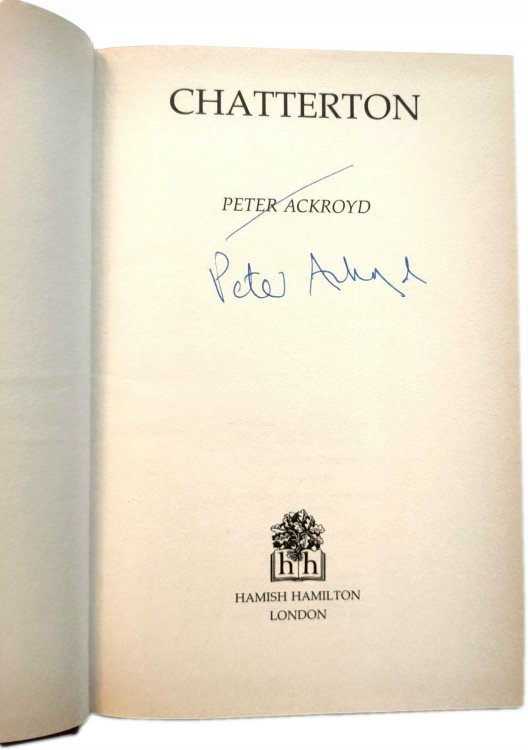 CHATTERTON
PETER ACKROYD
Peter Ackroyd
h h
HAMISH HAMILTON
LONDON